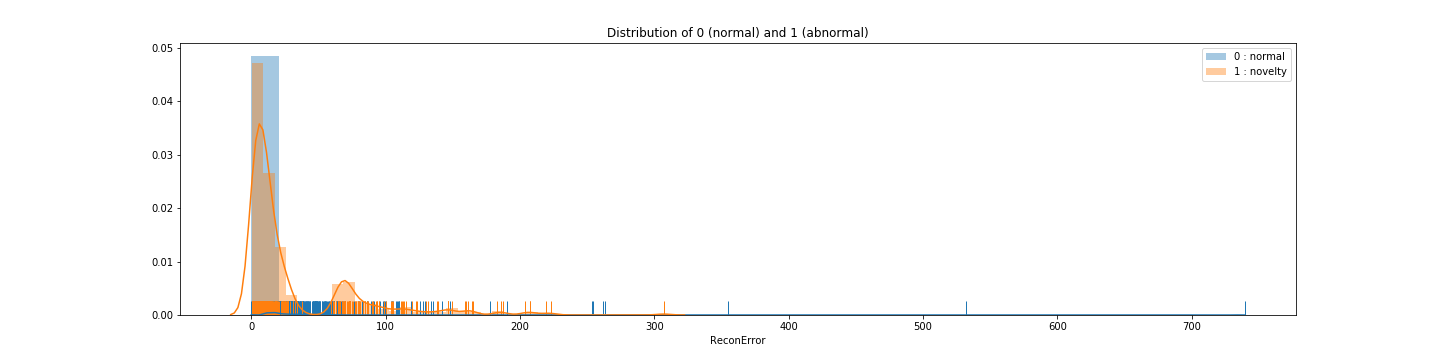 Distribution of 0 (normal) and 1 (abnormal)
0 : normal
1 : novelty
0.05
0.04
0.03
0.02
0.01
0.00
0 100 200 300 400 500 600 700
ReconError